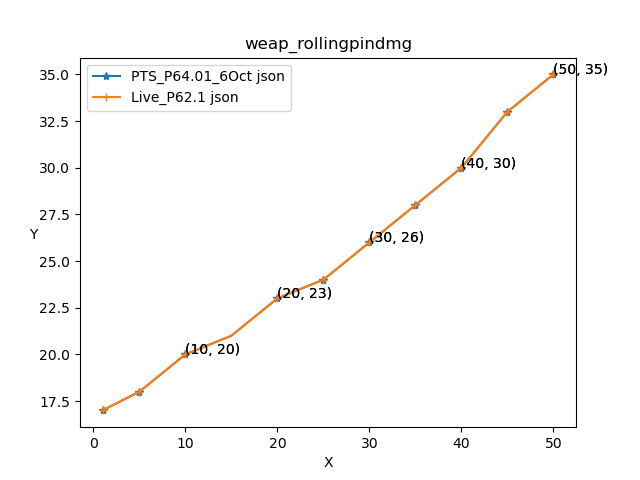 weap_rollingpindmg
PTS_P64.01_6Oct json
Live_P62.1 json
(50, 35)
(40, 30)
(30, 26)
(20, 23)
(10, 20)
35.0
32.5
30.0
27.5
25.0
22.5
20.0
17.5
Y
0 10 20 30 40 50
X